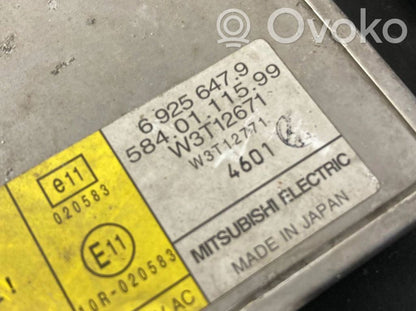 Ovoko
6 925 647.9
584.01.115.99
W3T12671
W3T12771
4601
MITSUBISHI ELECTRIC
MADE IN JAPAN
e11
020583
E11
10R-020583
AC